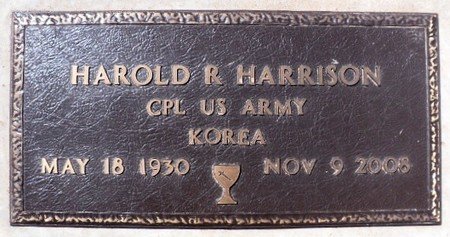 HAROLD R HARRISON
CPL US ARMY
KOREA
MAY 18 1930 NOV 9 2008